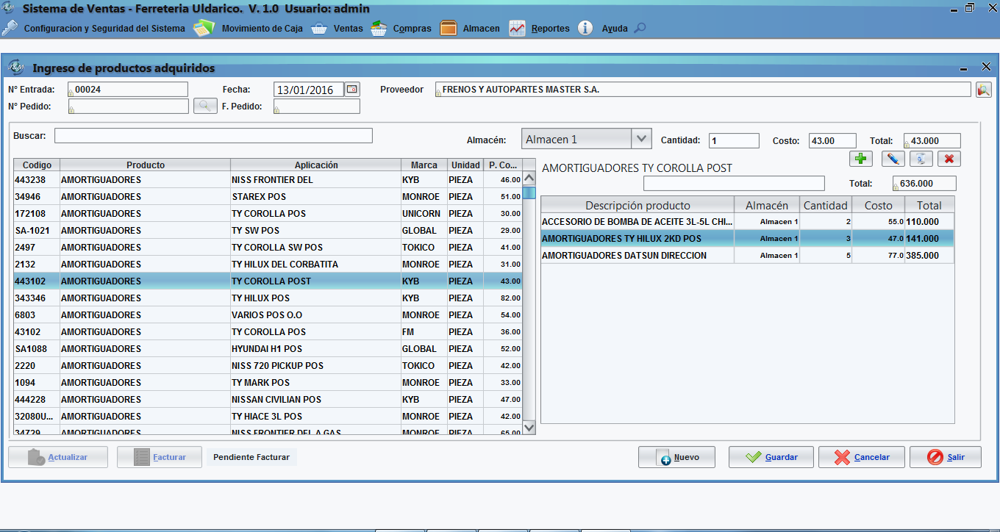 Sistema de Ventas - Ferreteria Uldarico. V. 1.0 Usuario: admin
Configuracion y Seguridad del Sistema Movimiento de Caja Ventas Compras Almacen Reportes Ayuda
Ingreso de productos adquiridos
N° Entrada: 00024 Fecha: 13/01/2016 Proveedor FRENOS Y AUTOPARTES MASTER S.A.
N° Pedido: F. Pedido:
Buscar: Almacén: Almacen 1 Cantidad: 1 Costo: 43.00 Total: 43.000
AMORTIGUADORES TY COROLLA POST
Total: 636.000
Codigo Producto Aplicación Marca Unidad P. Co...
443238 AMORTIGUADORES NISS FRONTIER DEL KYB PIEZA 46.00
34946 AMORTIGUADORES STAREX POS MONROE PIEZA 51.00
172108 AMORTIGUADORES TY COROLLA POS UNICORN PIEZA 30.00
SA-1021 AMORTIGUADORES TY SW POS GLOBAL PIEZA 29.00
2497 AMORTIGUADORES TY COROLLA SW POS TOKICO PIEZA 41.00
2132 AMORTIGUADORES TY HILUX DEL CORBATITA MONROE PIEZA 31.00
443102 AMORTIGUADORES TY COROLLA POST KYB PIEZA 43.00
343346 AMORTIGUADORES TY HILUX POS KYB PIEZA 82.00
6803 AMORTIGUADORES VARIOS POS O.O MONROE PIEZA 54.00
43102 AMORTIGUADORES TY COROLLA POS FM PIEZA 36.00
SA1088 AMORTIGUADORES HYUNDAI H1 POS GLOBAL PIEZA 52.00
2220 AMORTIGUADORES NISS 720 PICKUP POS TOKICO PIEZA 42.00
1094 AMORTIGUADORES TY MARK POS MONROE PIEZA 33.00
444228 AMORTIGUADORES NISSAN CIVILIAN POS KYB PIEZA 47.00
32080U... AMORTIGUADORES TY HIACE 3L POS MONROE PIEZA 42.00
34729 AMORTIGUADORES NISS FRONTIER DEL A GAS MONROE PIEZA 65.00
Descripción producto Almacén Cantidad Costo Total
ACCESORIO DE BOMBA DE ACEITE 3L-5L CHI... Almacen 1 2 55.0 110.000
AMORTIGUADORES TY HILUX 2KD POS Almacen 1 3 47.0 141.000
AMORTIGUADORES DATSUN DIRECCION Almacen 1 5 77.0 385.000
Actualizar Facturar Pendiente Facturar Nuevo Guardar Cancelar Salir